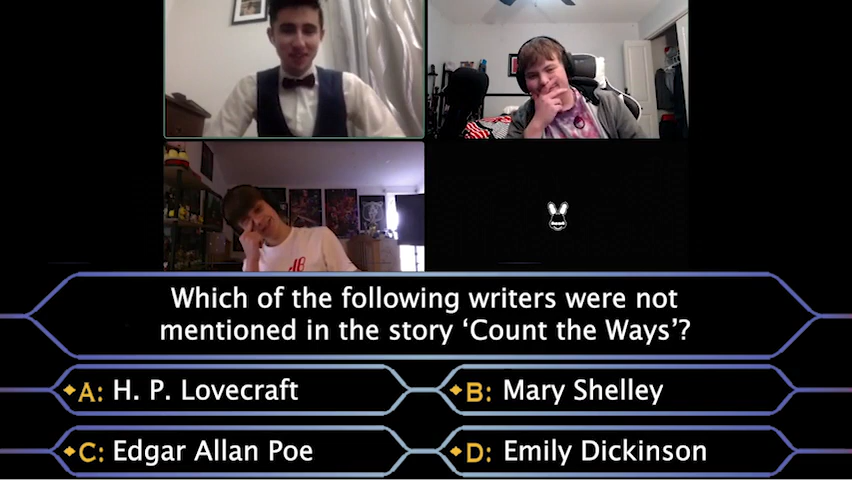 Which of the following writers were not
mentioned in the story ‘Count the Ways’?
A: H. P. Lovecraft
B: Mary Shelley
C: Edgar Allan Poe
D: Emily Dickinson